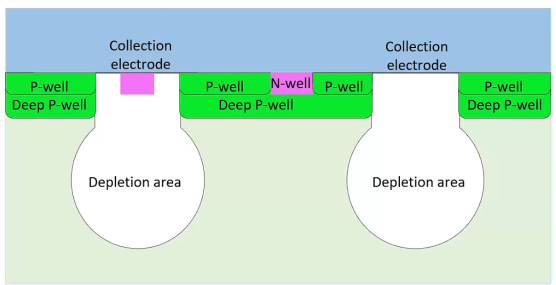 Collection
electrode
Collection
electrode
P-well
P-well
N-well
P-well
P-well
Deep P-well
Deep P-well
Deep P-well
Depletion area
Depletion area